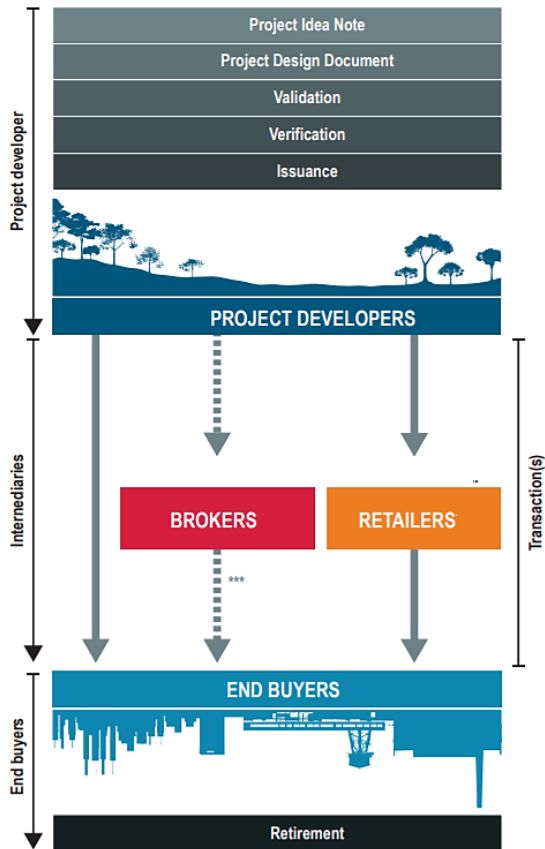 Project Idea Note
Project Design Document
Validation
Verification
Issuance
Project developer
PROJECT DEVELOPERS
Internediaries
BROKERS
RETAILERS
Transaction(s)
***
END BUYERS
End buyers
Retirement